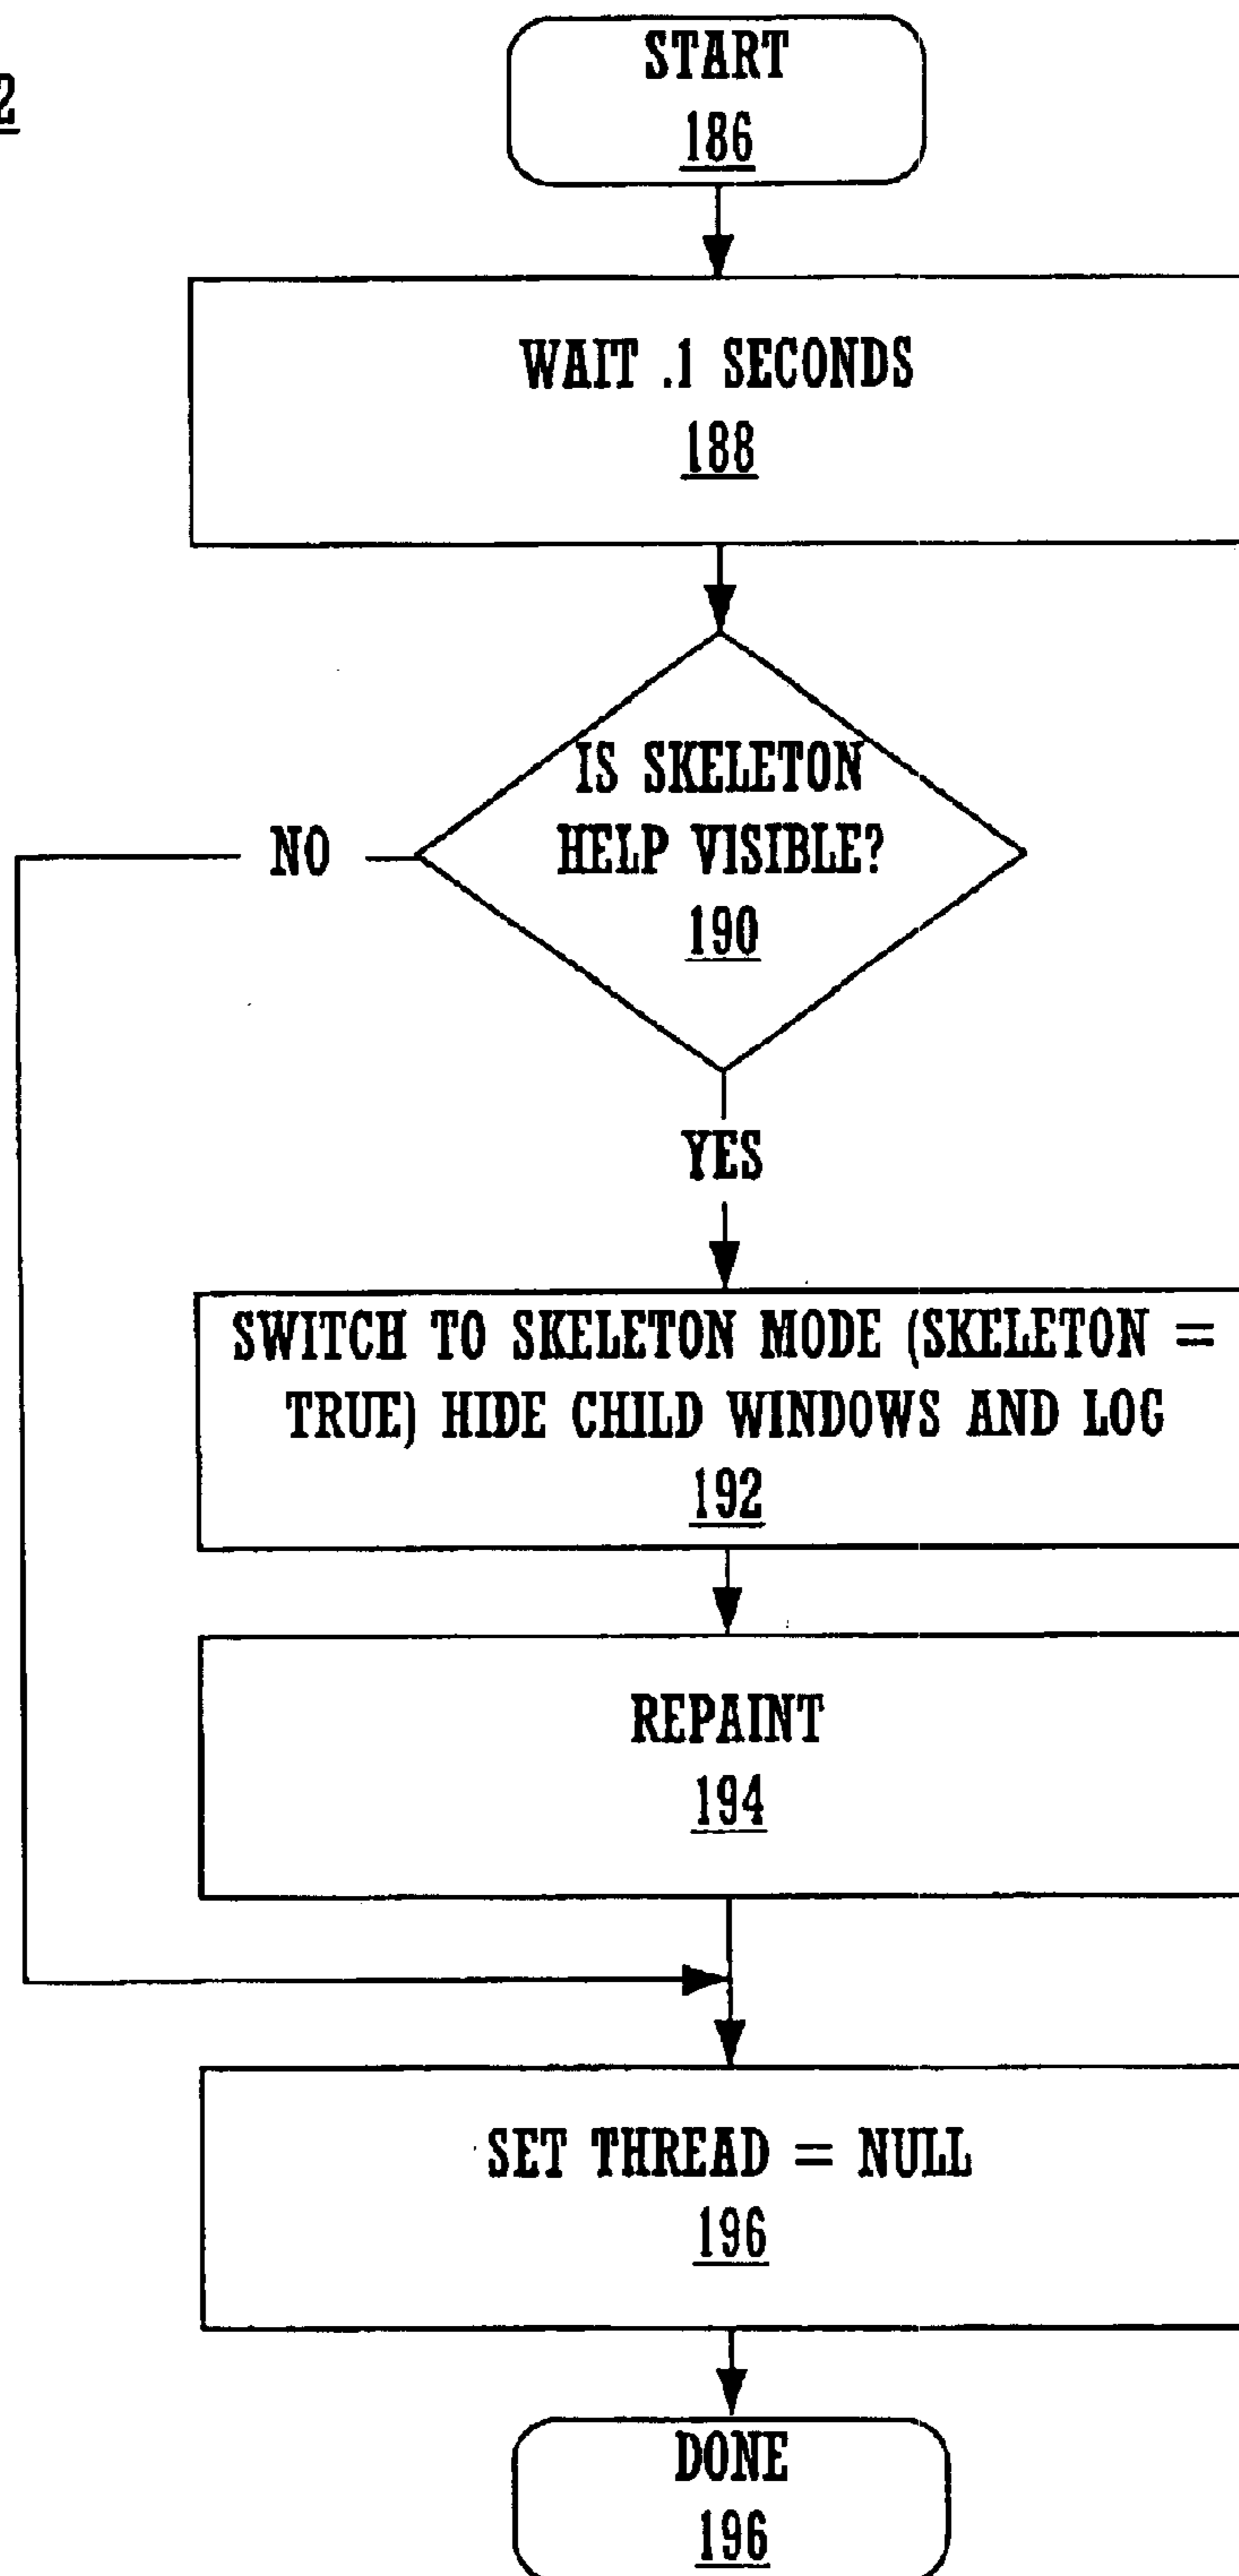 2
START
186
WAIT .1 SECONDS
188
IS SKELETON
HELP VISIBLE?
190
NO
YES
SWITCH TO SKELETON MODE (SKELETON =
TRUE) HIDE CHILD WINDOWS AND LOG
192
REPAINT
194
SET THREAD = NULL
196
DONE
196